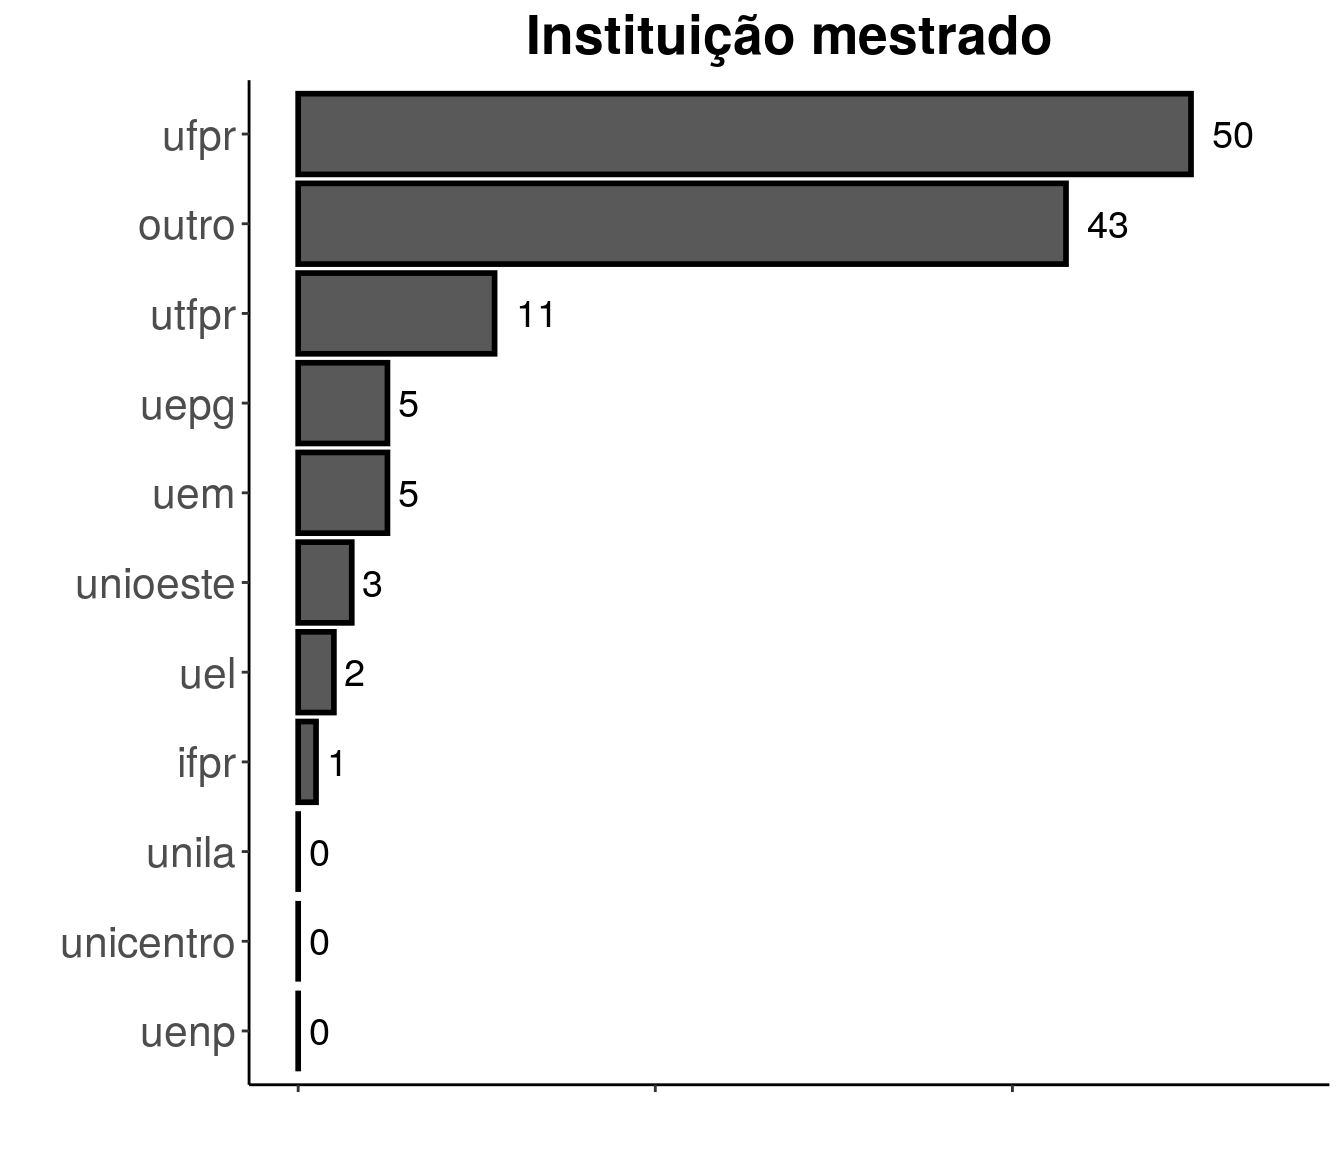 Instituição mestrado
ufpr 50
outro 43
utfpr 11
uepg 5
uem 5
unioeste 3
uel 2
ifpr 1
unila 0
unicentro 0
uenp 0